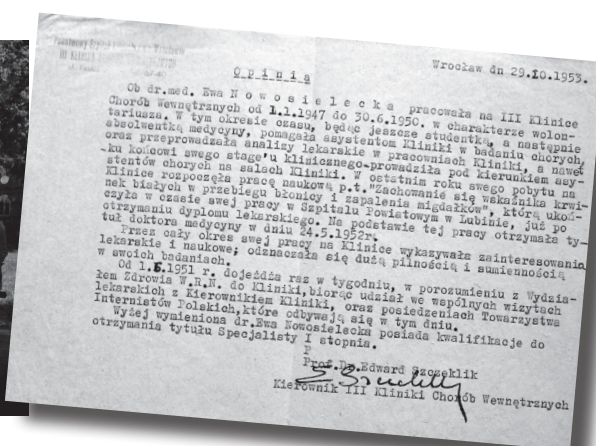 Wrocław dn 29.10.1953.
O p i n i a
Ob dr.med. Ewa N o w o s i e l e c k a pracowała na III Klinice
Chorób Wewnętrznych od 1.1.1947 do 30.6.1950. w charakterze wolon-
tariusza. W tym okresie czasu, będąc jeszcze studentką, a następnie
absolwentką medycyny, pomagała asystentom Kliniki w badaniu chorych,
oraz przeprowadzała analizy lekarskie w pracowniach Kliniki, a nawet
ku końcowi swego stage'u klinicznego prowadziła pod kierunkiem asy-
stentów chorych na salach Kliniki. W ostatnim roku swego pobytu na
Klinice rozpoczęła pracę naukową p.t."Zachowanie się wskaźnika krwi-
nek białych w przebiegu błonicy i zapalenia migdałków", którą ukoń-
czyła w czasie swej pracy w Szpitalu Powiatowym w Lubinie, już po
otrzymaniu dyplomu lekarskiego. Na podstawie tej pracy otrzymała ty-
tuł doktora medycyny w dniu 24.5.1952r.
Przez cały okres swej pracy na Klinice wykazywała zainteresowania
lekarskie i naukowe; odznaczała się dużą pilnością i sumiennością
w swoich badaniach.
Od 1.5.1951 r. dojeżdża raz w tygodniu, w porozumieniu z Wydzia-
łem Zdrowia W.R.N. do Kliniki, biorąc udział we wspólnych wizytach
lekarskich z Kierownikiem Kliniki, oraz posiedzeniach Towarzystwa
Internistów Polskich, które odbywają się w tym dniu.
Wyżej wymieniona dr.Ewa Nowosielecka posiada kwalifikacje do
otrzymania tytułu Specjalisty I stopnia.
P
Prof.Dr.Edward Szczeklik
Kierownik III Kliniki Chorób Wewnętrznych